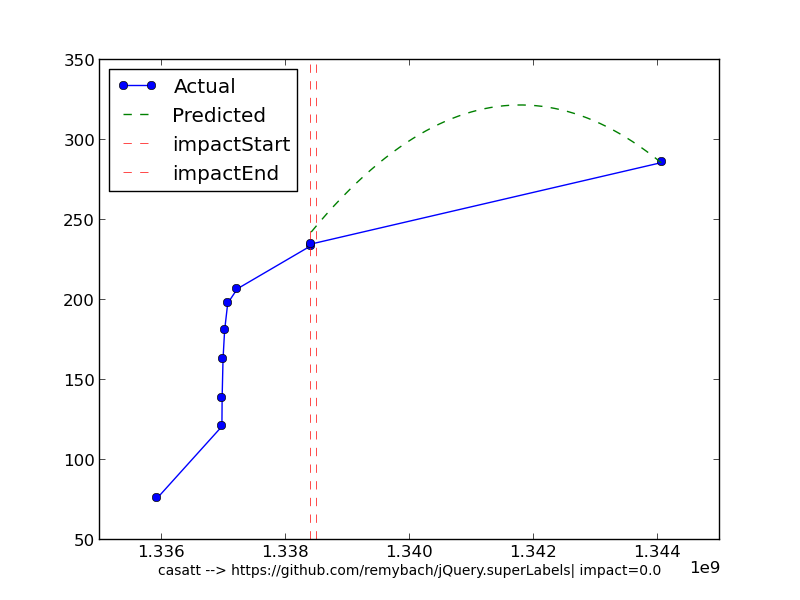 350
300
250
200
150
100
50
Actual
Predicted
impactStart
impactEnd
1.336 1.338 1.340 1.342 1.344
1e9
casatt --> https://github.com/remybach/jQuery.superLabels| impact=0.0